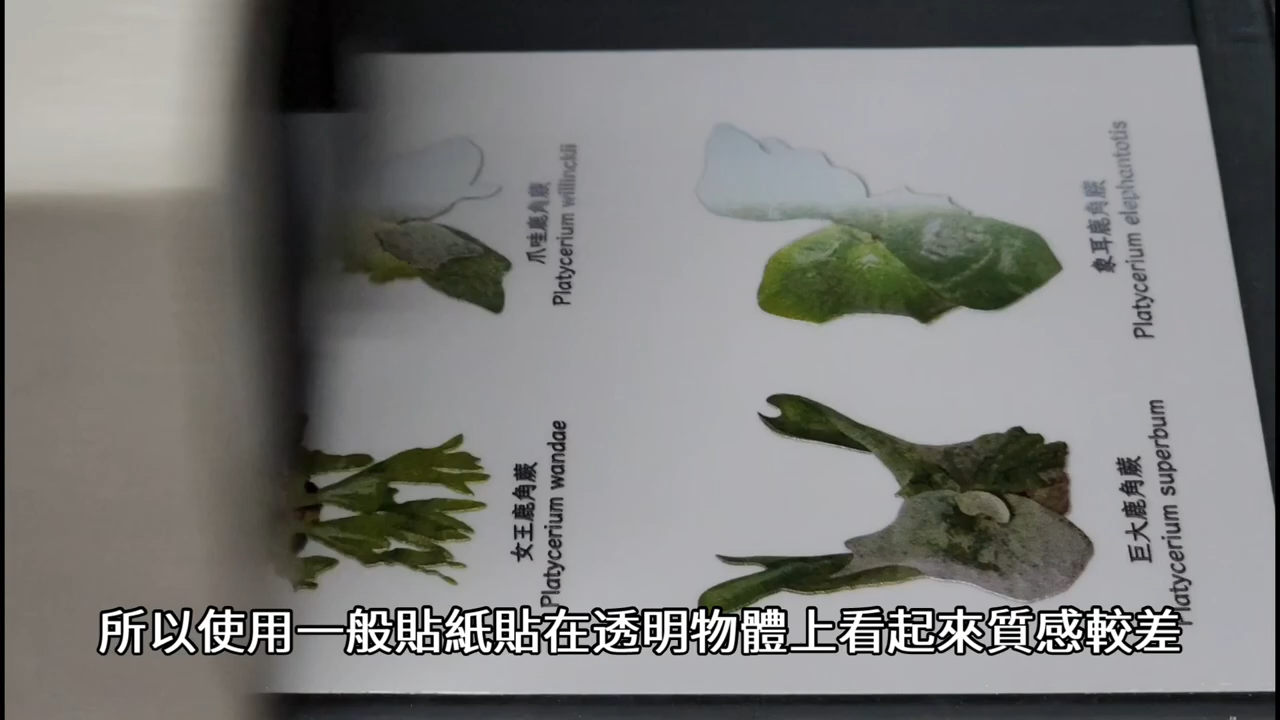 爪哇鹿角蕨
Platycerium willinckii
象耳鹿角蕨
Platycerium elephantotis
女王鹿角蕨
Platycerium wandae
巨大鹿角蕨
Platycerium superbum
所以使用一般貼紙貼在透明物體上看起來質感較差